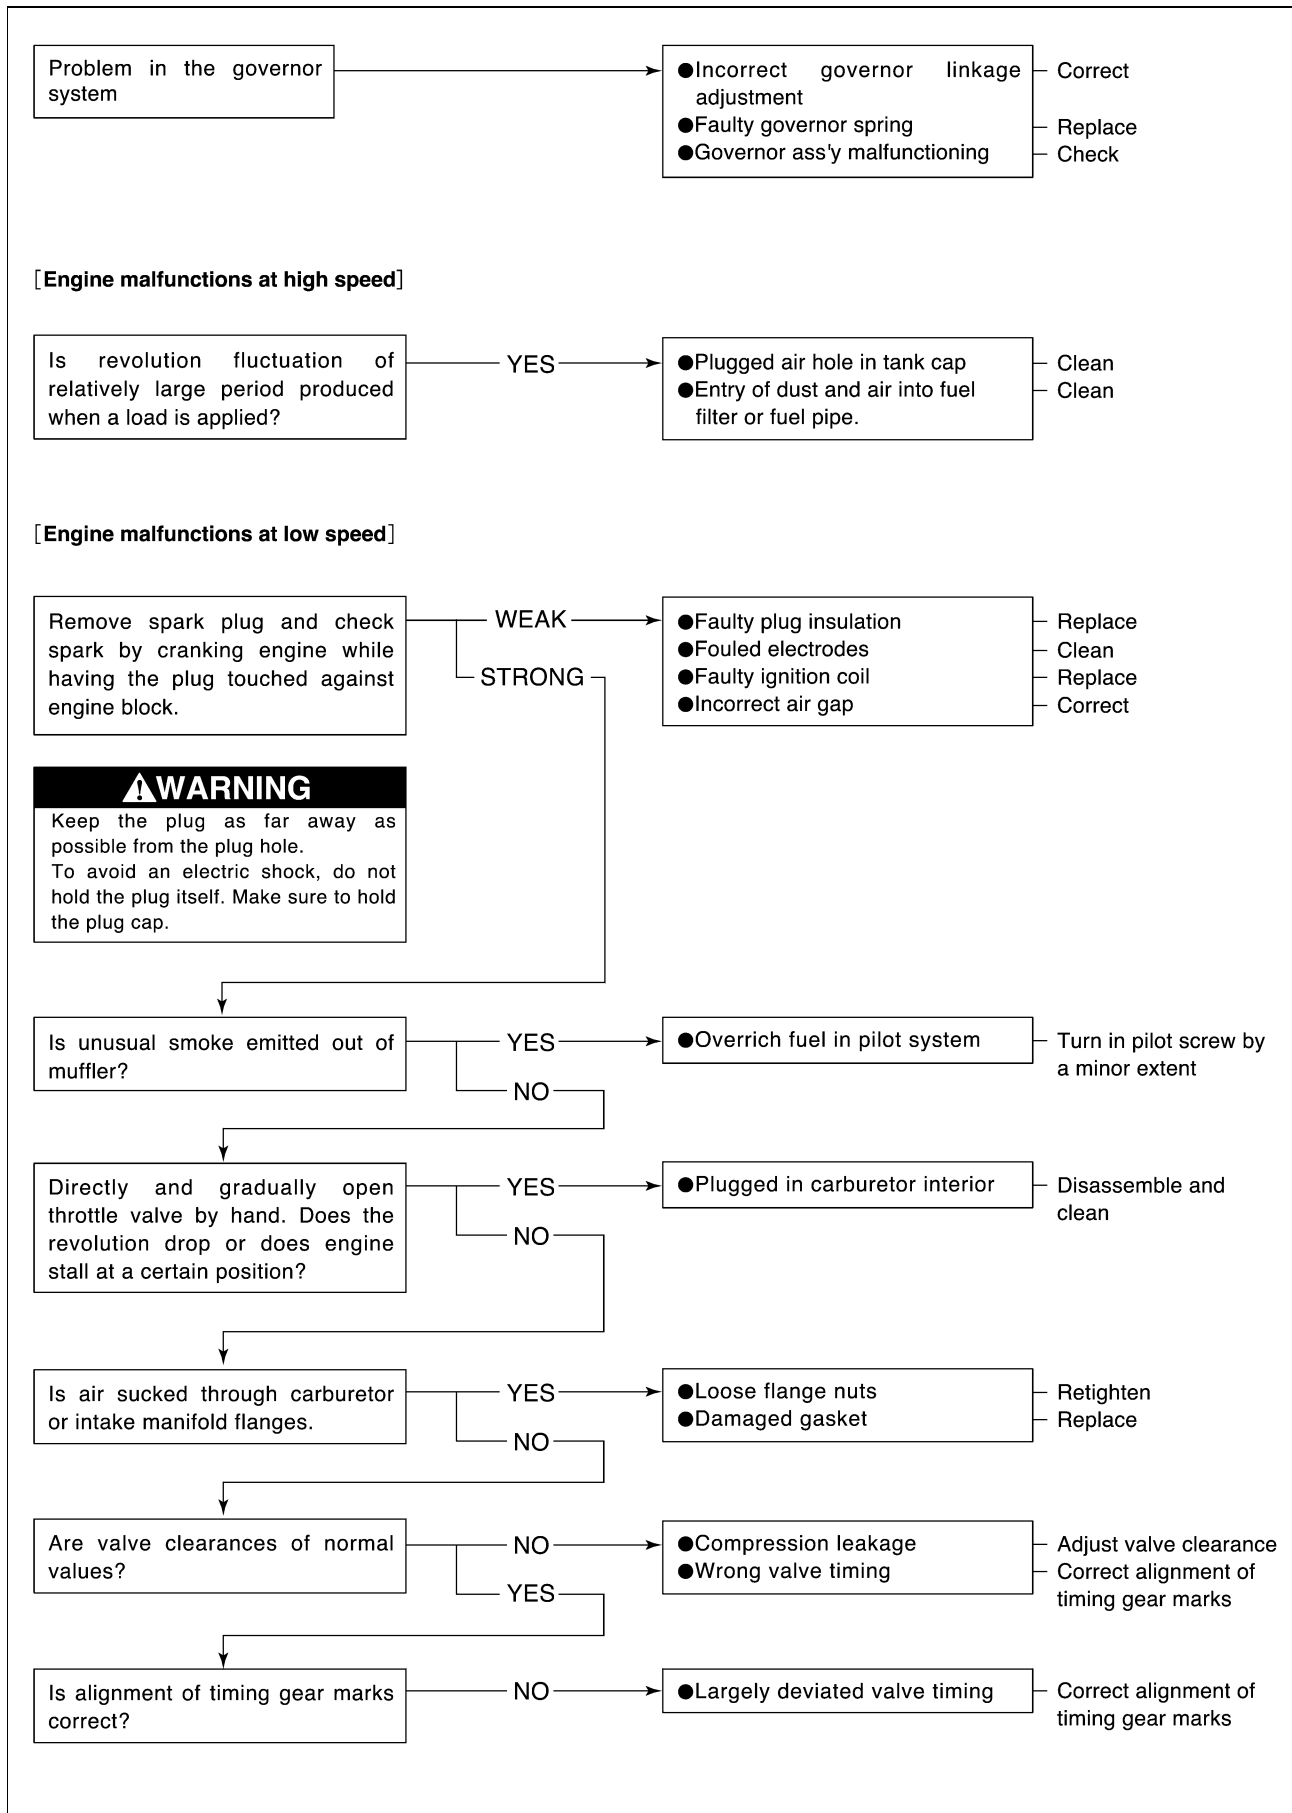 Problem in the governor
system
●Incorrect governor linkage
adjustment
●Faulty governor spring
●Governor ass'y malfunctioning
Correct
Replace
Check
[Engine malfunctions at high speed]
Is revolution fluctuation of
relatively large period produced
when a load is applied?
YES
●Plugged air hole in tank cap
●Entry of dust and air into fuel
filter or fuel pipe.
Clean
Clean
[Engine malfunctions at low speed]
Remove spark plug and check
spark by cranking engine while
having the plug touched against
engine block.
WEAK
STRONG
●Faulty plug insulation
●Fouled electrodes
●Faulty ignition coil
●Incorrect air gap
Replace
Clean
Replace
Correct
WARNING
Keep the plug as far away as
possible from the plug hole.
To avoid an electric shock, do not
hold the plug itself. Make sure to hold
the plug cap.
Is unusual smoke emitted out of
muffler?
YES
NO
●Overrich fuel in pilot system
Turn in pilot screw by
a minor extent
Directly and gradually open
throttle valve by hand. Does the
revolution drop or does engine
stall at a certain position?
YES
NO
●Plugged in carburetor interior
Disassemble and
clean
Is air sucked through carburetor
or intake manifold flanges.
YES
NO
●Loose flange nuts
●Damaged gasket
Retighten
Replace
Are valve clearances of normal
values?
NO
YES
●Compression leakage
●Wrong valve timing
Adjust valve clearance
Correct alignment of
timing gear marks
Is alignment of timing gear marks
correct?
NO
●Largely deviated valve timing
Correct alignment of
timing gear marks